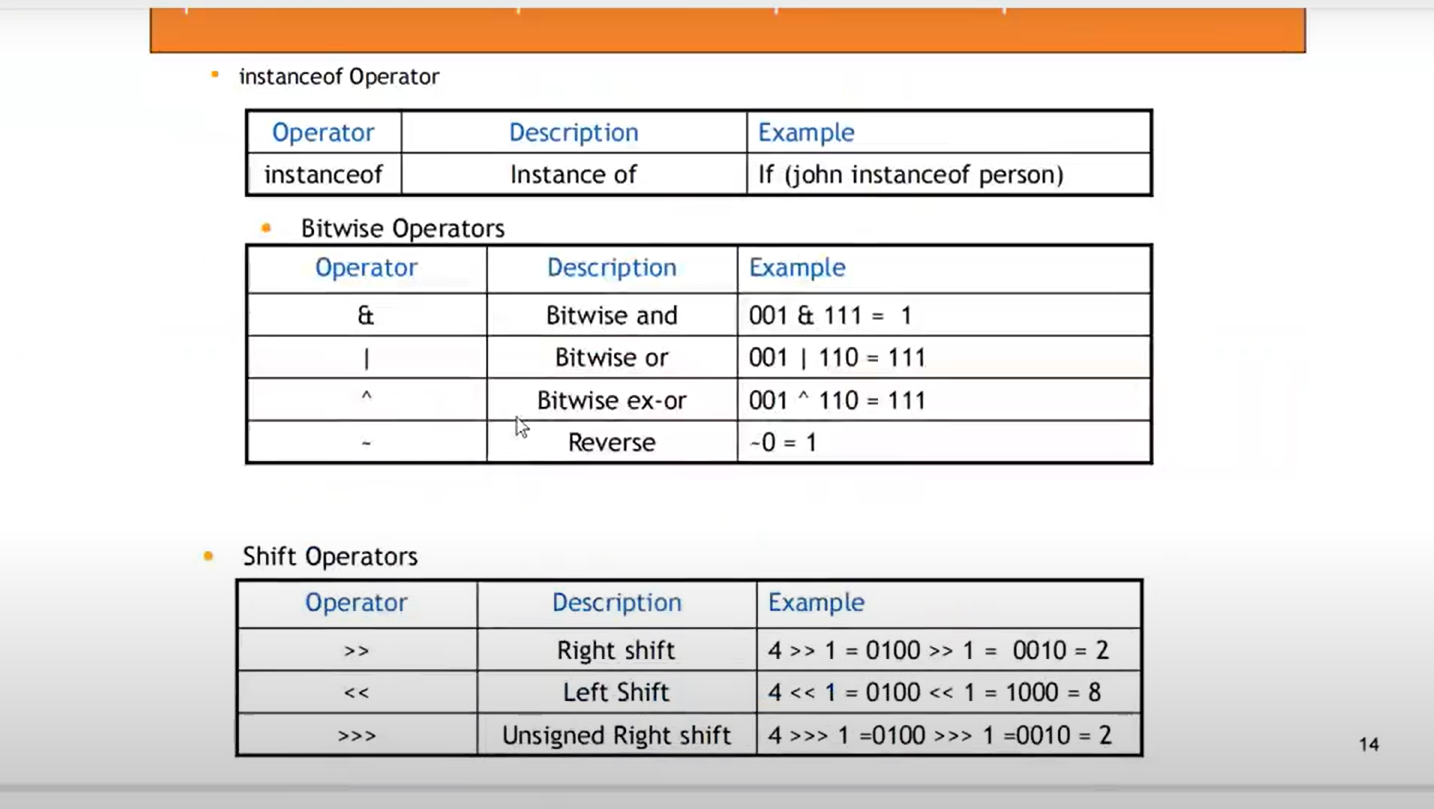 instanceof Operator
Operator Description Example
instanceof Instance of If (john instanceof person)
Bitwise Operators
Operator Description Example
& Bitwise and 001 & 111 = 1
| Bitwise or 001 | 110 = 111
^ Bitwise ex-or 001 ^ 110 = 111
~ Reverse ~0 = 1
Shift Operators
Operator Description Example
>> Right shift 4 >> 1 = 0100 >> 1 = 0010 = 2
<< Left Shift 4 << 1 = 0100 << 1 = 1000 = 8
>>> Unsigned Right shift 4 >>> 1 =0100 >>> 1 =0010 = 2
14